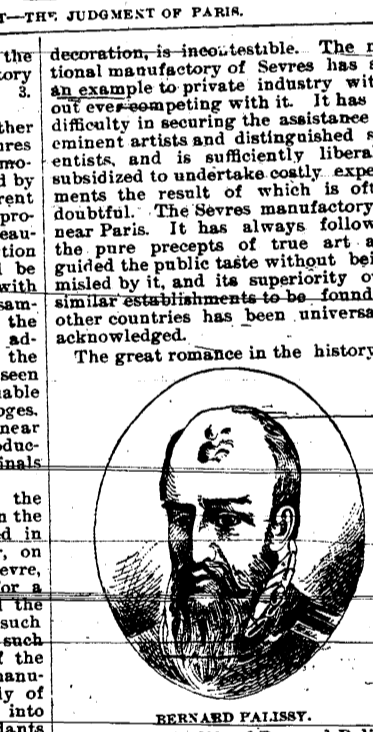 T—THE JUDGMENT OF PARIS.
the
tory
3.
ther
ures
mo-
d by
rent
pro-
eau-
tion
l be
with
sam-
the
ad-
the
seen
uable
oges.
near
oduc-
inals
the
n the
ed in
r, on
evre,
for a
d the
such
such
f the
manu-
ly of
into
dants
decoration, is incontestible. The n
tional manufactory of Sevres has s
an example to private industry wit
out ever competing with it. It has
difficulty in securing the assistance
eminent artists and distinguished s
entists, and is sufficiently libera
subsidized to undertake costly expe
ments the result of which is oft
doubtful. The Sevres manufactory
near Paris. It has always follow
the pure precepts of true art a
guided the public taste without bei
misled by it, and its superiority o
similar establishments to be found
other countries has been universa
acknowledged.
The great romance in the history
BERNARD PALISSY.